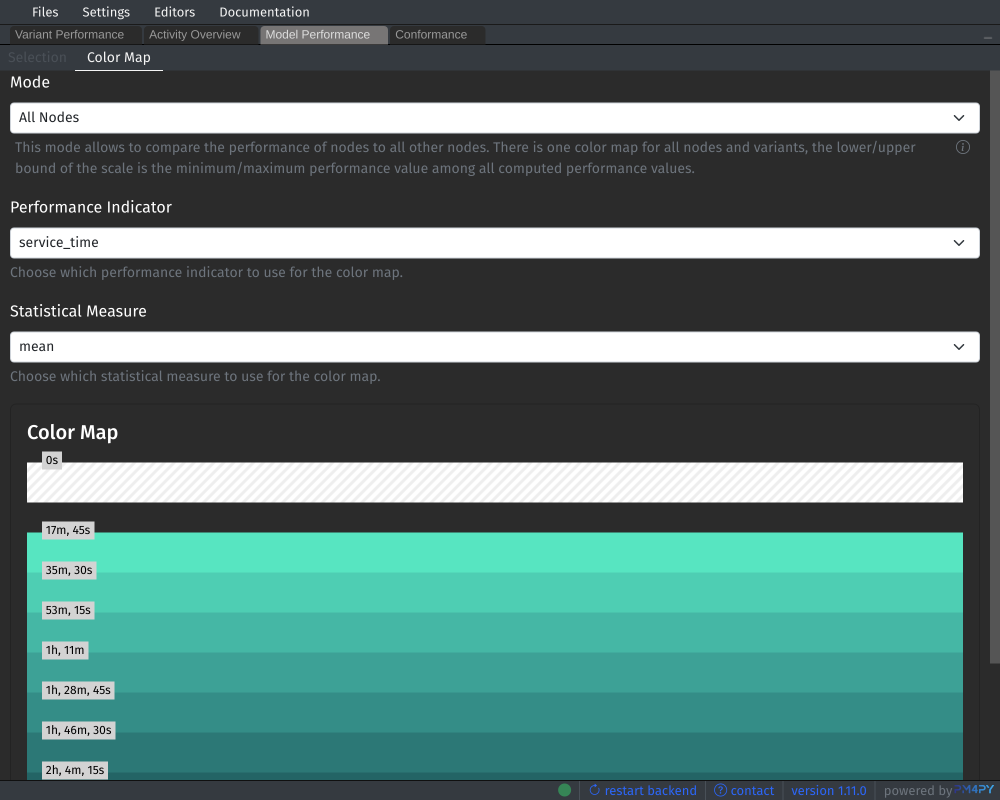 Files Settings Editors Documentation
Variant Performance Activity Overview Model Performance Conformance
Selection Color Map
Mode
All Nodes
This mode allows to compare the performance of nodes to all other nodes. There is one color map for all nodes and variants, the lower/upper
bound of the scale is the minimum/maximum performance value among all computed performance values.
Performance Indicator
service_time
Choose which performance indicator to use for the color map.
Statistical Measure
mean
Choose which statistical measure to use for the color map.
Color Map
0s
17m, 45s
35m, 30s
53m, 15s
1h, 11m
1h, 28m, 45s
1h, 46m, 30s
2h, 4m, 15s
restart backend contact version 1.11.0 powered by PM4PY